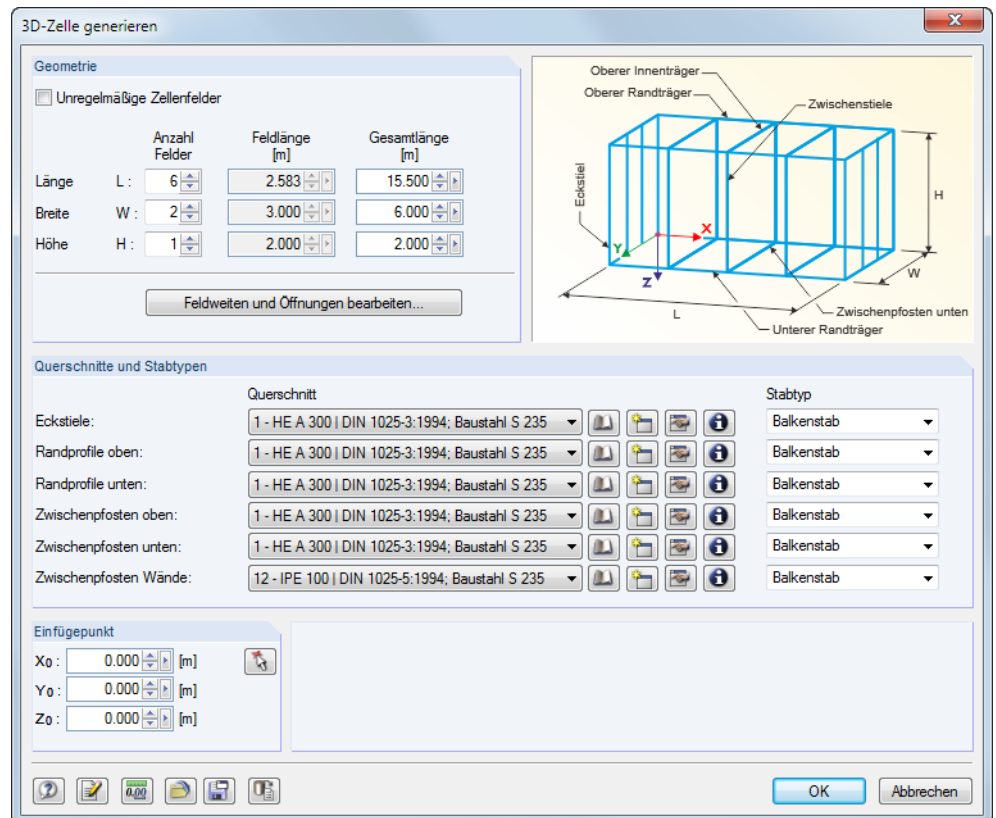 3D-Zelle generieren
Geometrie
Unregelmäßige Zellenfelder
Anzahl Felder Feldlänge [m] Gesamtlänge [m]
Länge L : 6 2.583 15.500
Breite W : 2 3.000 6.000
Höhe H : 1 2.000 2.000
Feldweiten und Öffnungen bearbeiten...
Oberer Innenträger
Oberer Randträger
Zwischenstiele
Eckstiel
H
X
Y
Z
W
L
Zwischenpfosten unten
Unterer Randträger
Querschnitte und Stabtypen
Querschnitt Stabtyp
Eckstiele: 1 - HE A 300 | DIN 1025-3:1994; Baustahl S 235 Balkenstab
Randprofile oben: 1 - HE A 300 | DIN 1025-3:1994; Baustahl S 235 Balkenstab
Randprofile unten: 1 - HE A 300 | DIN 1025-3:1994; Baustahl S 235 Balkenstab
Zwischenpfosten oben: 1 - HE A 300 | DIN 1025-3:1994; Baustahl S 235 Balkenstab
Zwischenpfosten unten: 1 - HE A 300 | DIN 1025-3:1994; Baustahl S 235 Balkenstab
Zwischenpfosten Wände: 12 - IPE 100 | DIN 1025-5:1994; Baustahl S 235 Balkenstab
Einfügepunkt
X0 : 0.000 [m]
Y0 : 0.000 [m]
Z0 : 0.000 [m]
0.00
OK Abbrechen